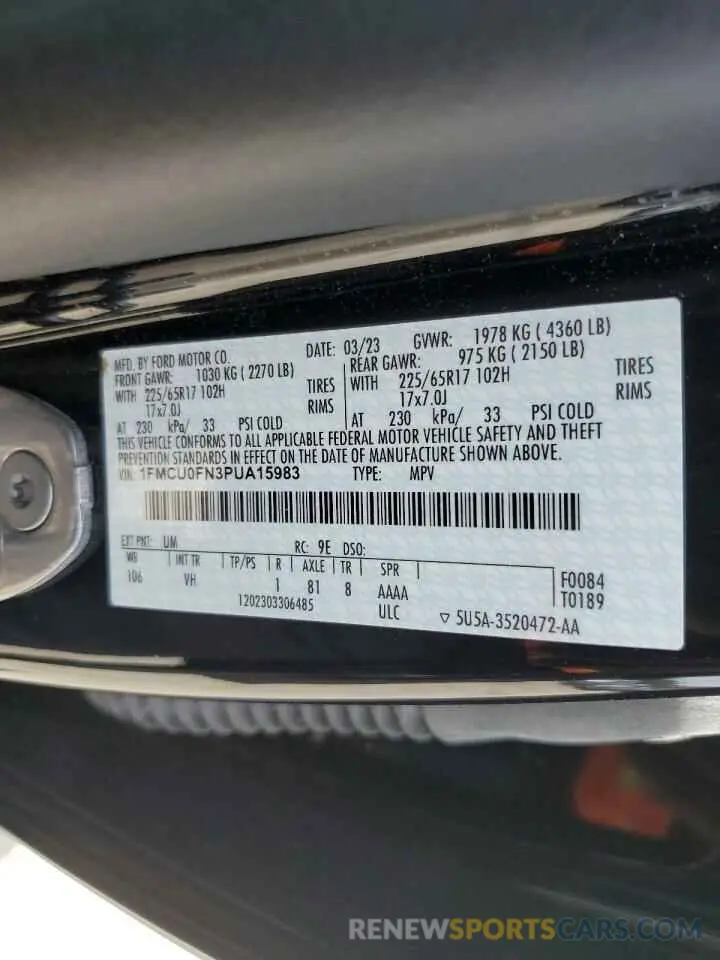 MFD. BY FORD MOTOR CO.
DATE: 03/23 GVWR: 1978 KG ( 4360 LB)
FRONT GAWR: 1030 KG ( 2270 LB)
WITH 225/65R17 102H TIRES
17x7.0J RIMS
AT 230 kPa/ 33 PSI COLD
REAR GAWR: 975 KG ( 2150 LB)
WITH 225/65R17 102H TIRES
17x7.0J RIMS
AT 230 kPa/ 33 PSI COLD
THIS VEHICLE CONFORMS TO ALL APPLICABLE FEDERAL MOTOR VEHICLE SAFETY AND THEFT
PREVENTION STANDARDS IN EFFECT ON THE DATE OF MANUFACTURE SHOWN ABOVE.
VIN: 1FMCU0FN3PUA15983 TYPE: MPV
EXT PNT: UM RC: 9E DSO:
WB INT TR TP/PS R AXLE TR SPR
106 VH 1 81 8 AAAA
F0084
T0189
1202303306485 ULC
5U5A-3520472-AA
RENEWSPORTSCARS.COM